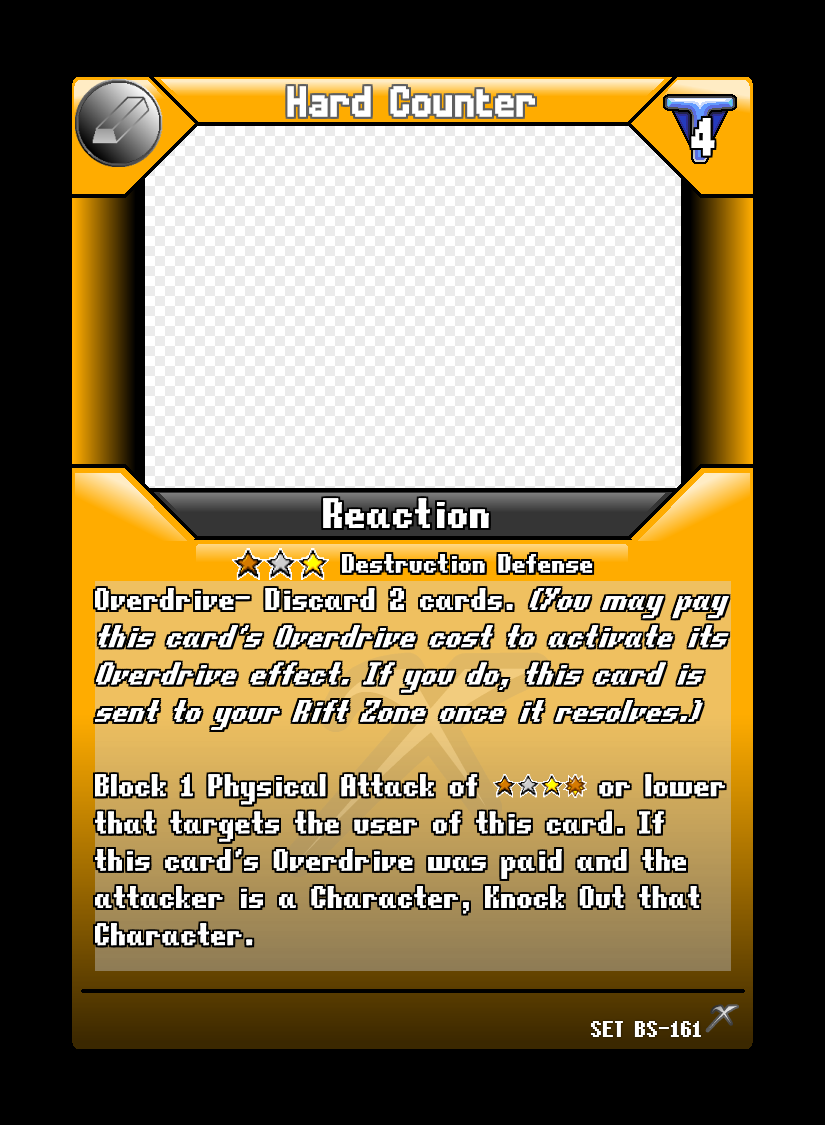 Hard Counter
4
Reaction
Destruction Defense
Overdrive- Discard 2 cards. (You may pay
this card's Overdrive cost to activate its
Overdrive effect. If you do, this card is
sent to your Rift Zone once it resolves.)
Block 1 Physical Attack of ★★★✹ or lower
that targets the user of this card. If
this card's Overdrive was paid and the
attacker is a Character, Knock Out that
Character.
SET BS-161